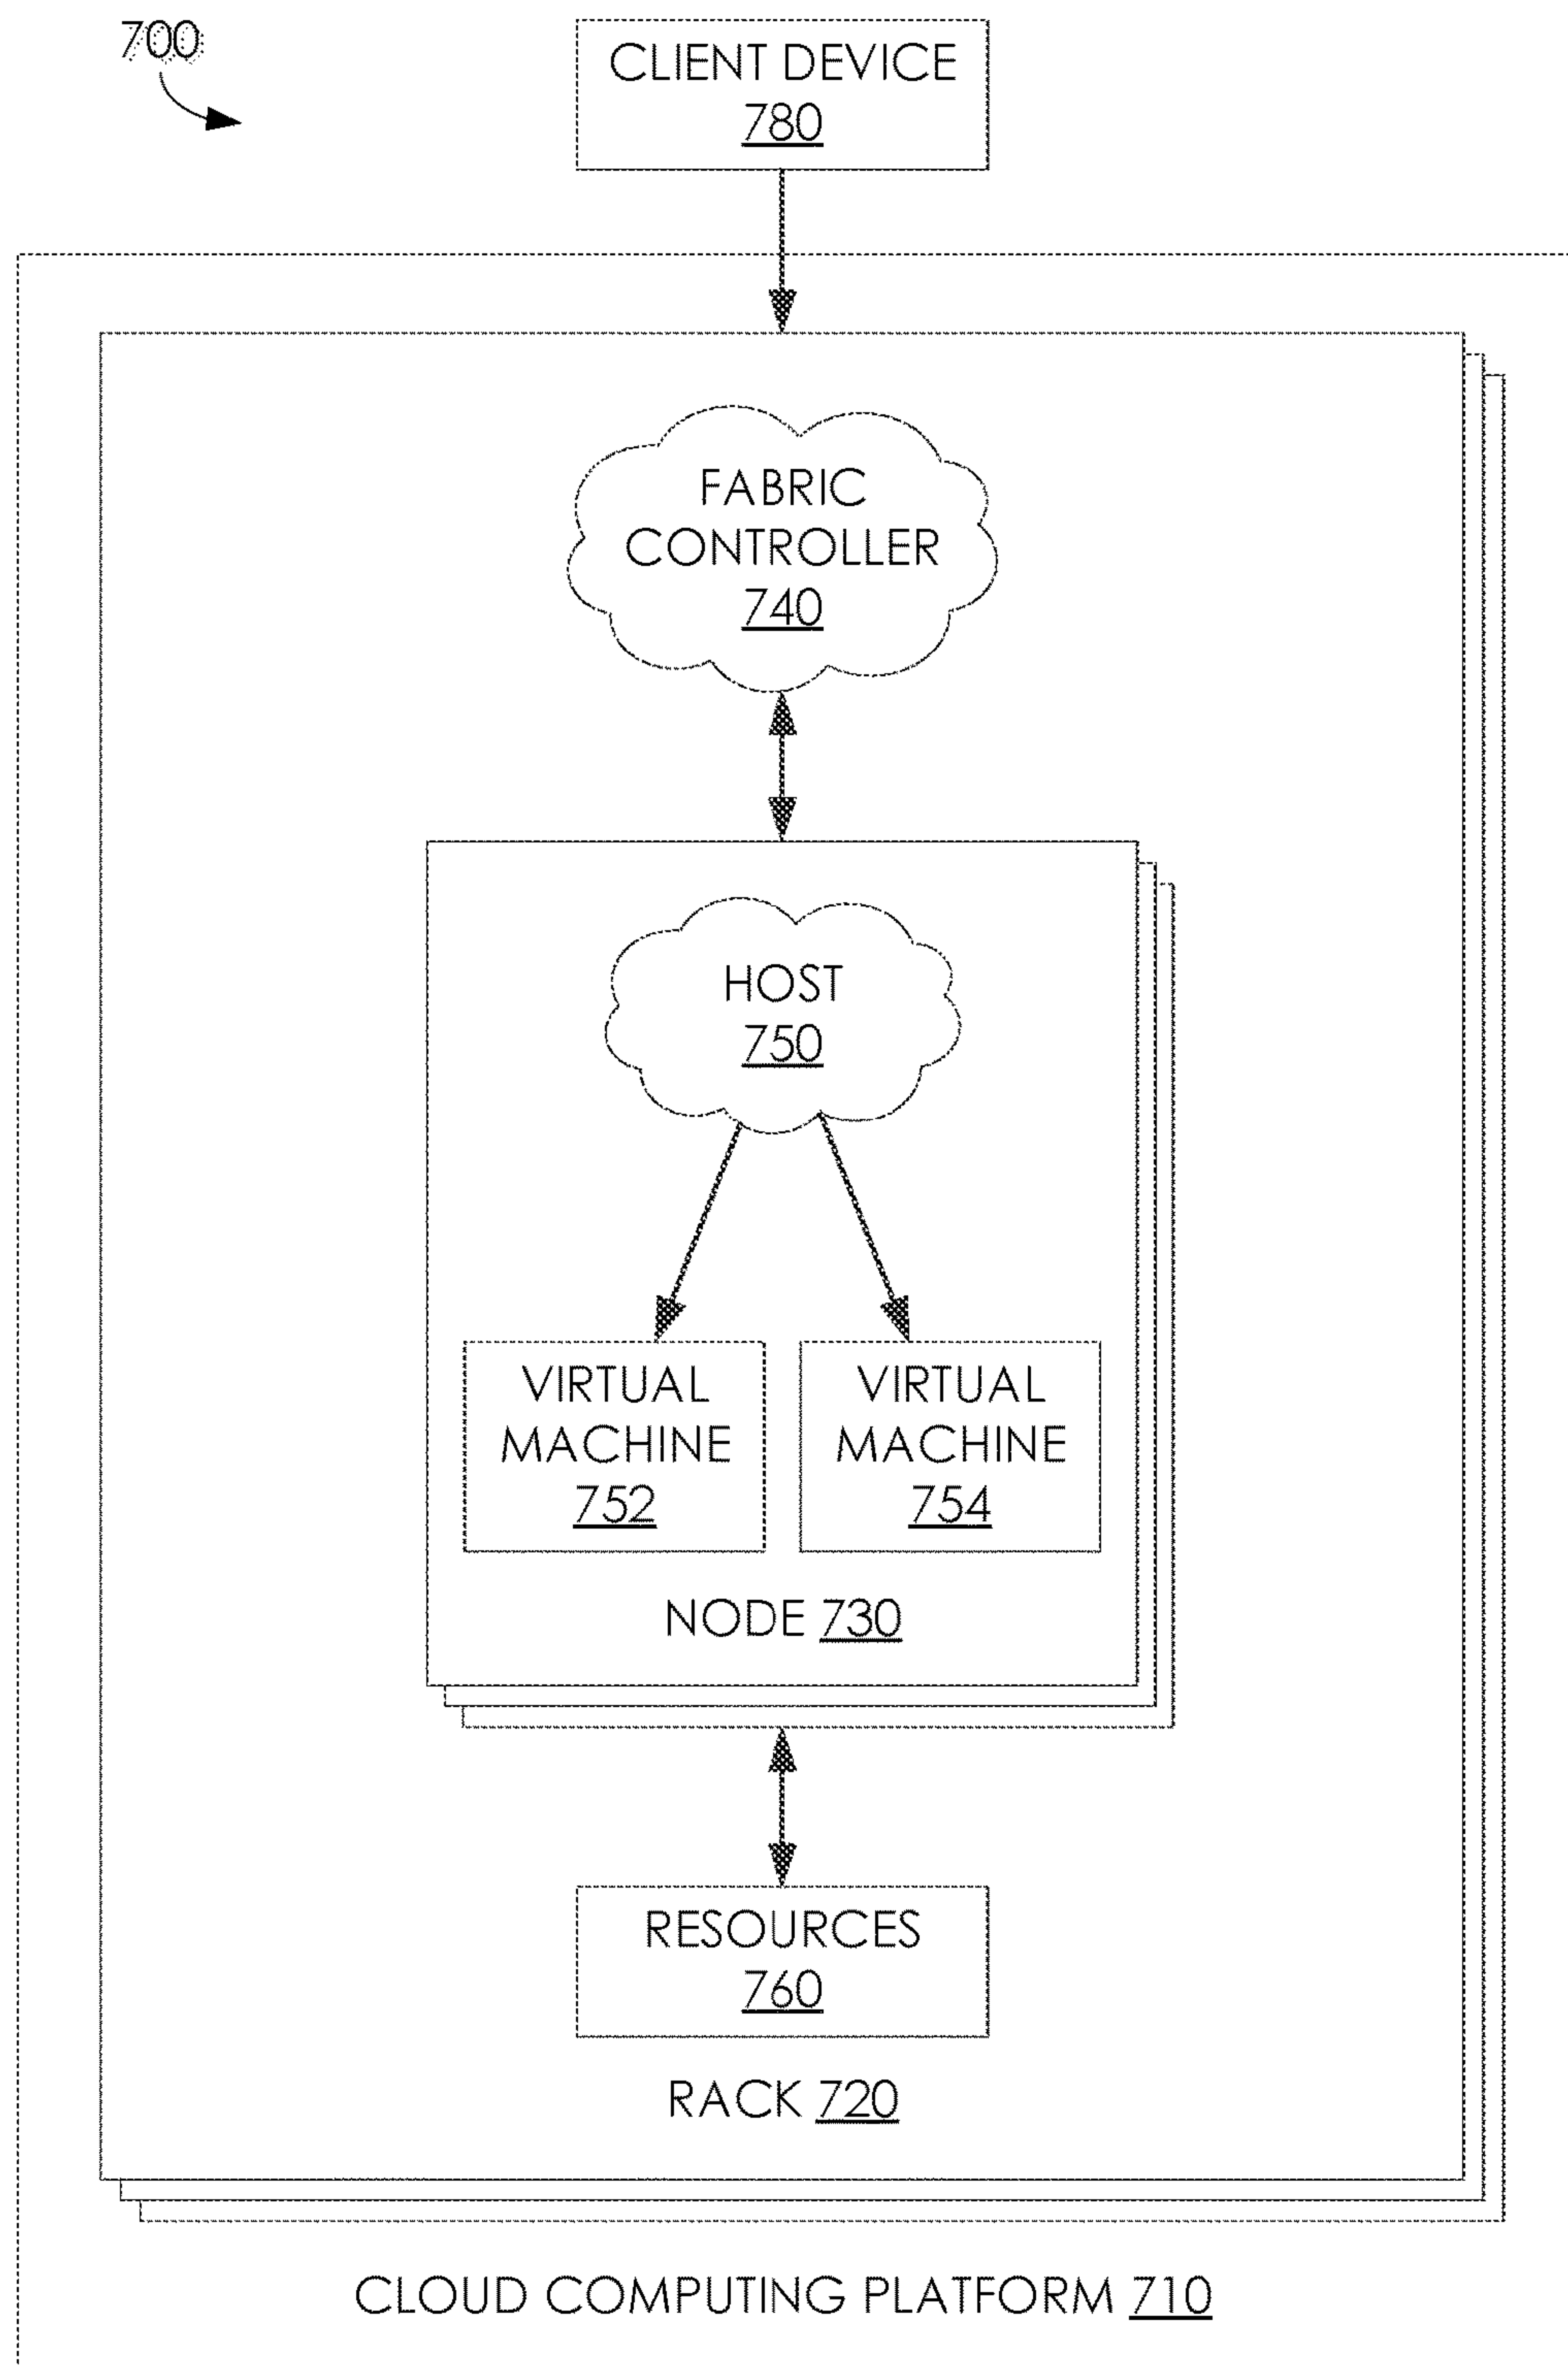 700
CLIENT DEVICE
780
FABRIC
CONTROLLER
740
HOST
750
VIRTUAL
MACHINE
752
VIRTUAL
MACHINE
754
NODE 730
RESOURCES
760
RACK 720
CLOUD COMPUTING PLATFORM 710